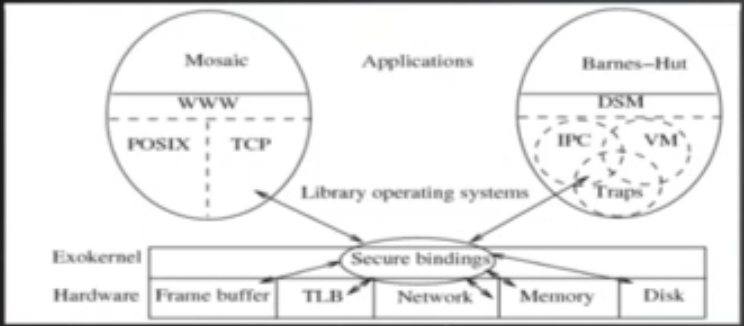 Mosaic Applications Barnes-Hut
WWW DSM
POSIX TCP IPC VM
Library operating systems Traps
Exokernel Secure bindings
Hardware Frame buffer TLB Network Memory Disk